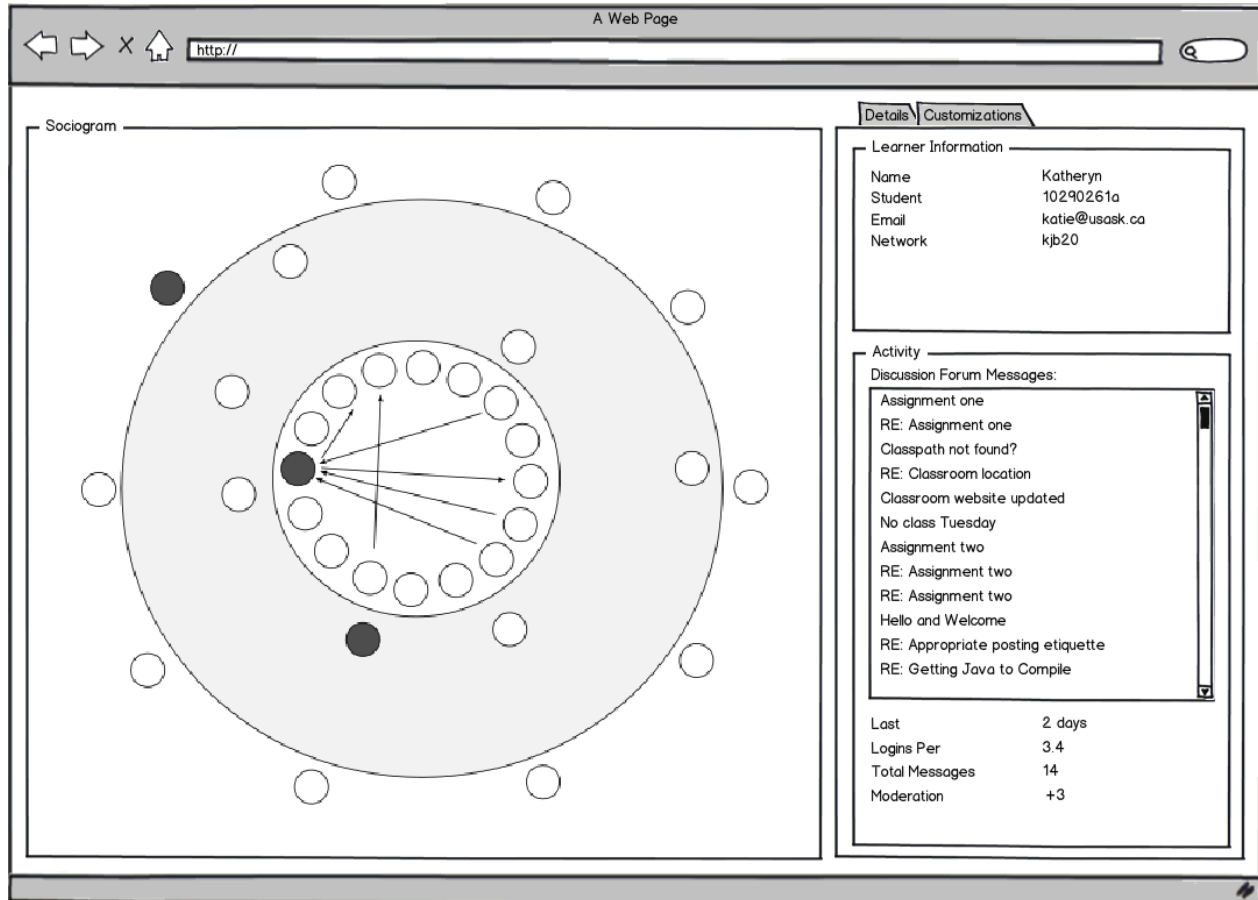 A Web Page
http://
Sociogram
Details Customizations
Learner Information
Name Katheryn
Student 10290261a
Email katie@usask.ca
Network kjb20
Activity
Discussion Forum Messages:
Assignment one
RE: Assignment one
Classpath not found?
RE: Classroom location
Classroom website updated
No class Tuesday
Assignment two
RE: Assignment two
RE: Assignment two
Hello and Welcome
RE: Appropriate posting etiquette
RE: Getting Java to Compile
Last 2 days
Logins Per 3.4
Total Messages 14
Moderation +3